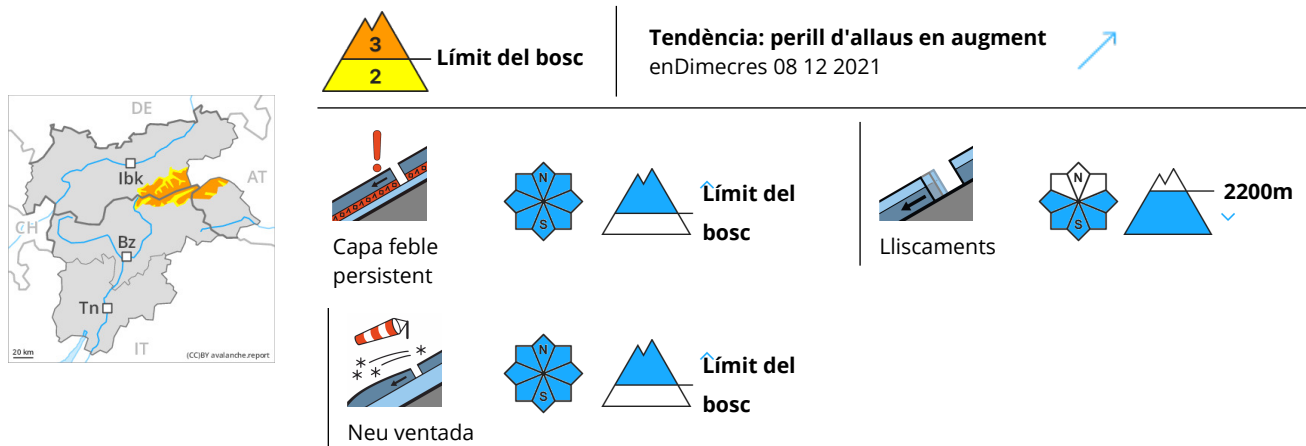 3
2
Límit del bosc
Tendència: perill d'allaus en augment
enDimecres 08 12 2021
DE
AT
CH
IT
Ibk
Bz
Tn
20 km
(CC)BY avalanche.report
Capa feble
persistent
N
S
Límit del
bosc
Lliscaments
N
S
2200m
Neu ventada
N
S
Límit del
bosc